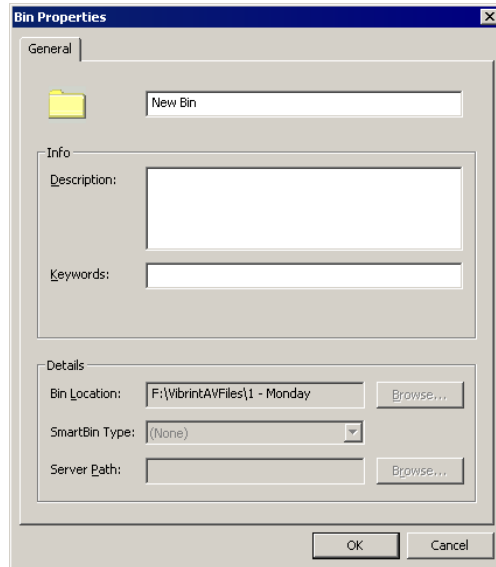 Bin Properties
General
New Bin
Info
Description:
Keywords:
Details
Bin Location: F:\VibrintAVFiles\1 - Monday Browse...
SmartBin Type: (None)
Server Path: Browse...
OK Cancel